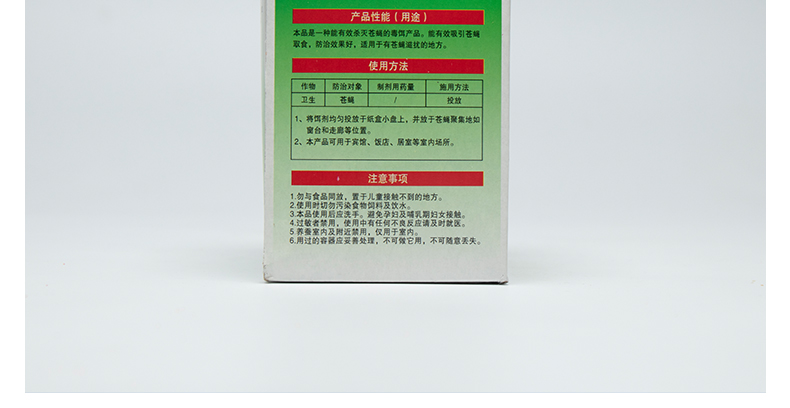 产品性能(用途)
本品是一种能有效杀灭苍蝇的毒饵产品。能有效吸引苍蝇
取食,防治效果好,适用于有苍蝇滋扰的地方。
使用方法
作物 防治对象 制剂用药量 施用方法
卫生 苍蝇 / 投放
1、将饵剂均匀投放于纸盒小盘上,并放于苍蝇聚集地如
窗台和走廊等位置。
2、本产品可用于宾馆、饭店、居室等室内场所。
注意事项
1.勿与食品同放,置于儿童接触不到的地方。
2.使用时切勿污染食物饲料及饮水。
3.本品使用后应洗手。避免孕妇及哺乳期妇女接触。
4.过敏者禁用,使用中有任何不良反应请及时就医。
5.养蚕室内及附近禁用,仅用于室内。
6.用过的容器应妥善处理,不可做它用,不可随意丢失。